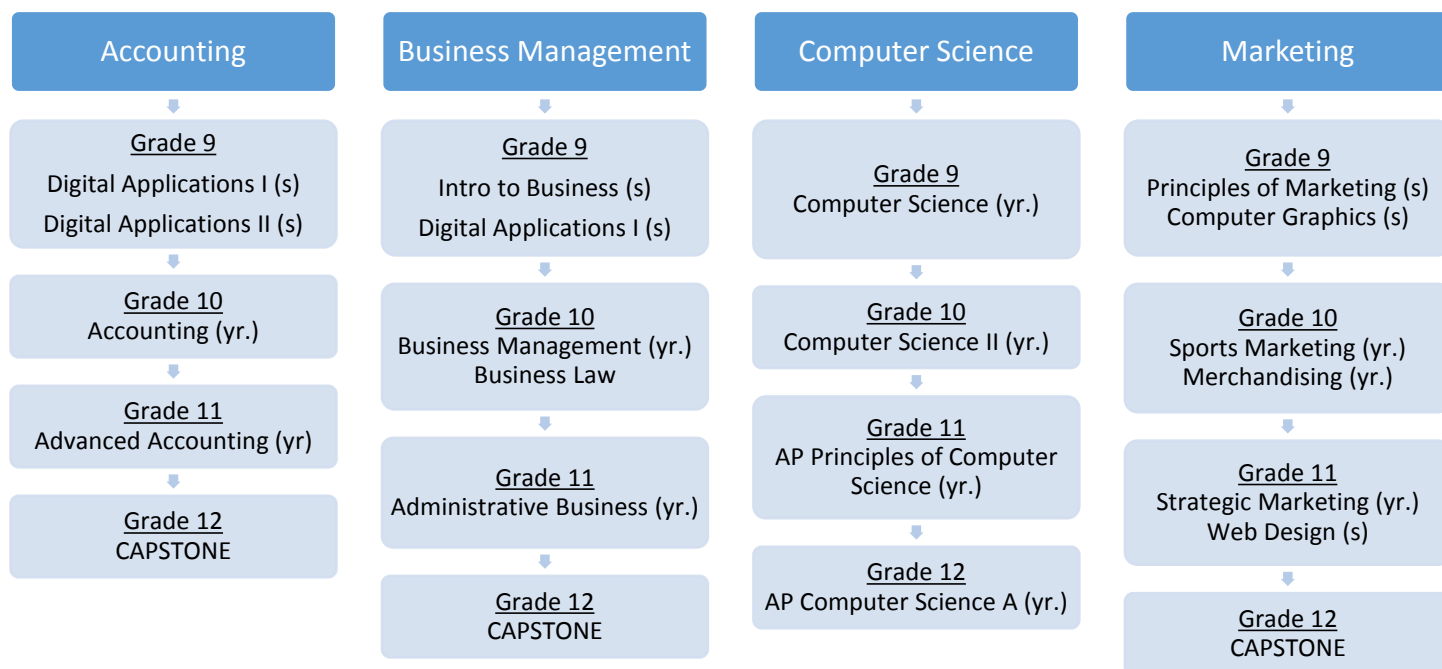 Accounting
Grade 9
Digital Applications I (s)
Digital Applications II (s)
Grade 10
Accounting (yr.)
Grade 11
Advanced Accounting (yr)
Grade 12
CAPSTONE
Business Management
Grade 9
Intro to Business (s)
Digital Applications I (s)
Grade 10
Business Management (yr.)
Business Law
Grade 11
Administrative Business (yr.)
Grade 12
CAPSTONE
Computer Science
Grade 9
Computer Science (yr.)
Grade 10
Computer Science II (yr.)
Grade 11
AP Principles of Computer
Science (yr.)
Grade 12
AP Computer Science A (yr.)
Marketing
Grade 9
Principles of Marketing (s)
Computer Graphics (s)
Grade 10
Sports Marketing (yr.)
Merchandising (yr.)
Grade 11
Strategic Marketing (yr.)
Web Design (s)
Grade 12
CAPSTONE